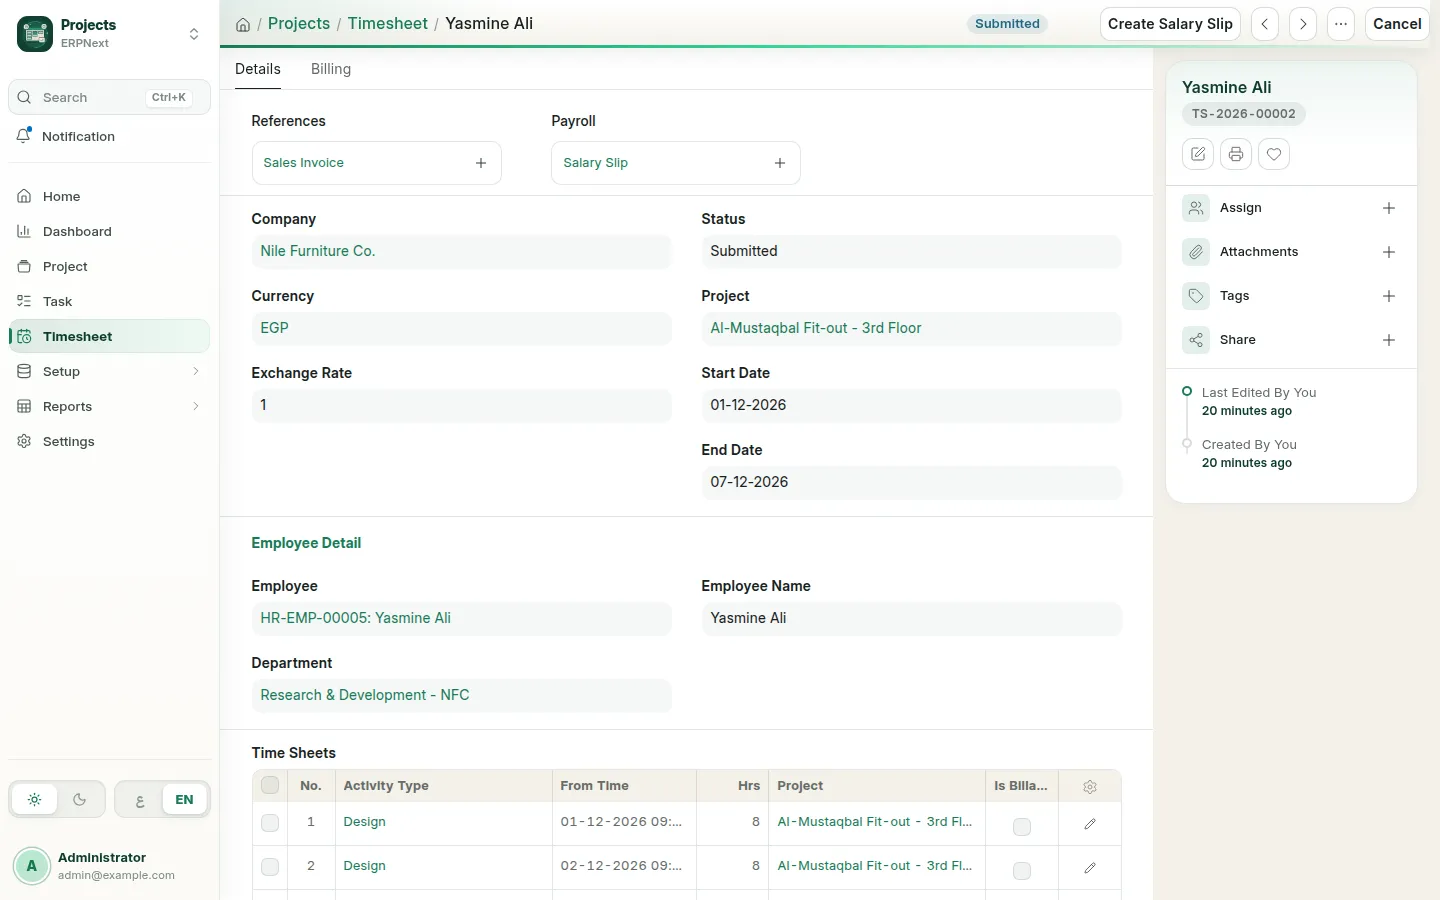 Projects
ERPNext
Search
Ctrl+K
Notification
Home
Dashboard
Project
Task
Timesheet
Setup
Reports
Settings
ع
EN
A
Administrator
admin@example.com
/ Projects / Timesheet / Yasmine Ali
Submitted
Create Salary Slip
Cancel
Details
Billing
References
Payroll
Sales Invoice
Salary Slip
Company
Status
Nile Furniture Co.
Submitted
Currency
Project
EGP
Al-Mustaqbal Fit-out - 3rd Floor
Exchange Rate
Start Date
1
01-12-2026
End Date
07-12-2026
Employee Detail
Employee
Employee Name
HR-EMP-00005: Yasmine Ali
Yasmine Ali
Department
Research & Development - NFC
Time Sheets
No. Activity Type From Time Hrs Project Is Billa...
1 Design 01-12-2026 09:... 8 Al-Mustaqbal Fit-out - 3rd Fl...
2 Design 02-12-2026 09:... 8 Al-Mustaqbal Fit-out - 3rd Fl...
Yasmine Ali
TS-2026-00002
Assign
Attachments
Tags
Share
Last Edited By You
20 minutes ago
Created By You
20 minutes ago